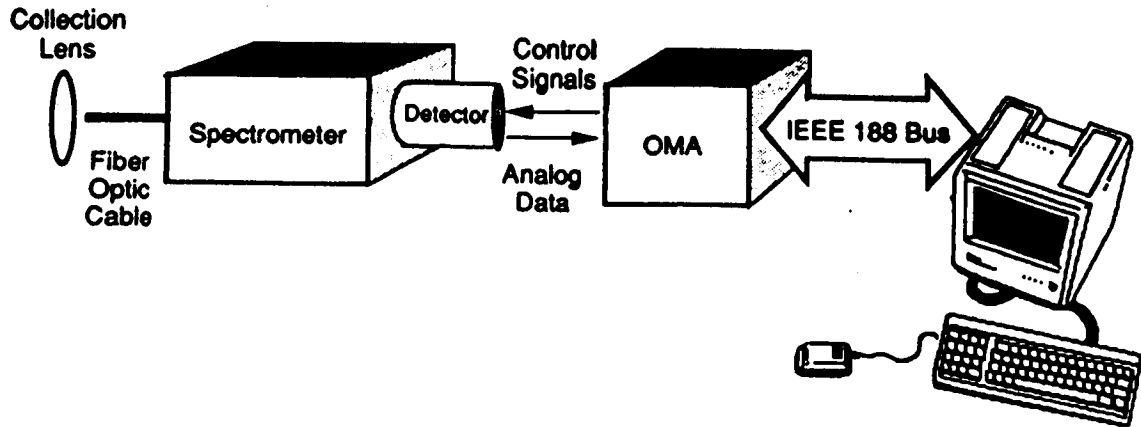 Collection
Lens
Fiber
Optic
Cable
Spectrometer
Detector
Control
Signals
Analog
Data
OMA
IEEE 188 Bus